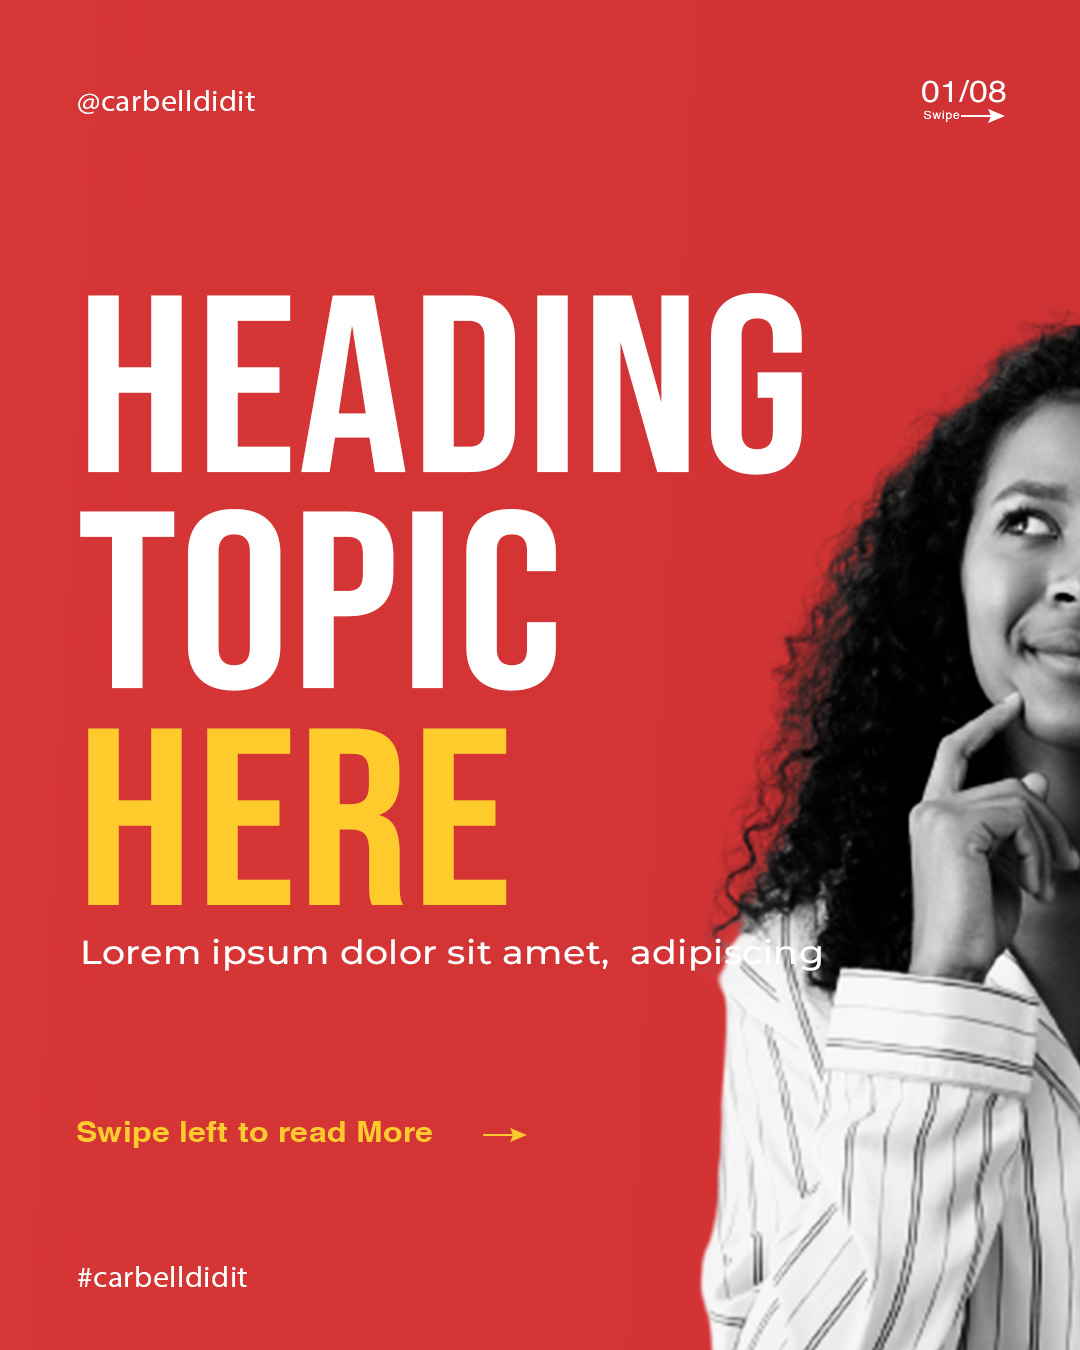 @carbelldidit
01/08
Swipe
HEADING
TOPIC
HERE
Lorem ipsum dolor sit amet,  adipiscing
Swipe left to read More
#carbelldidit